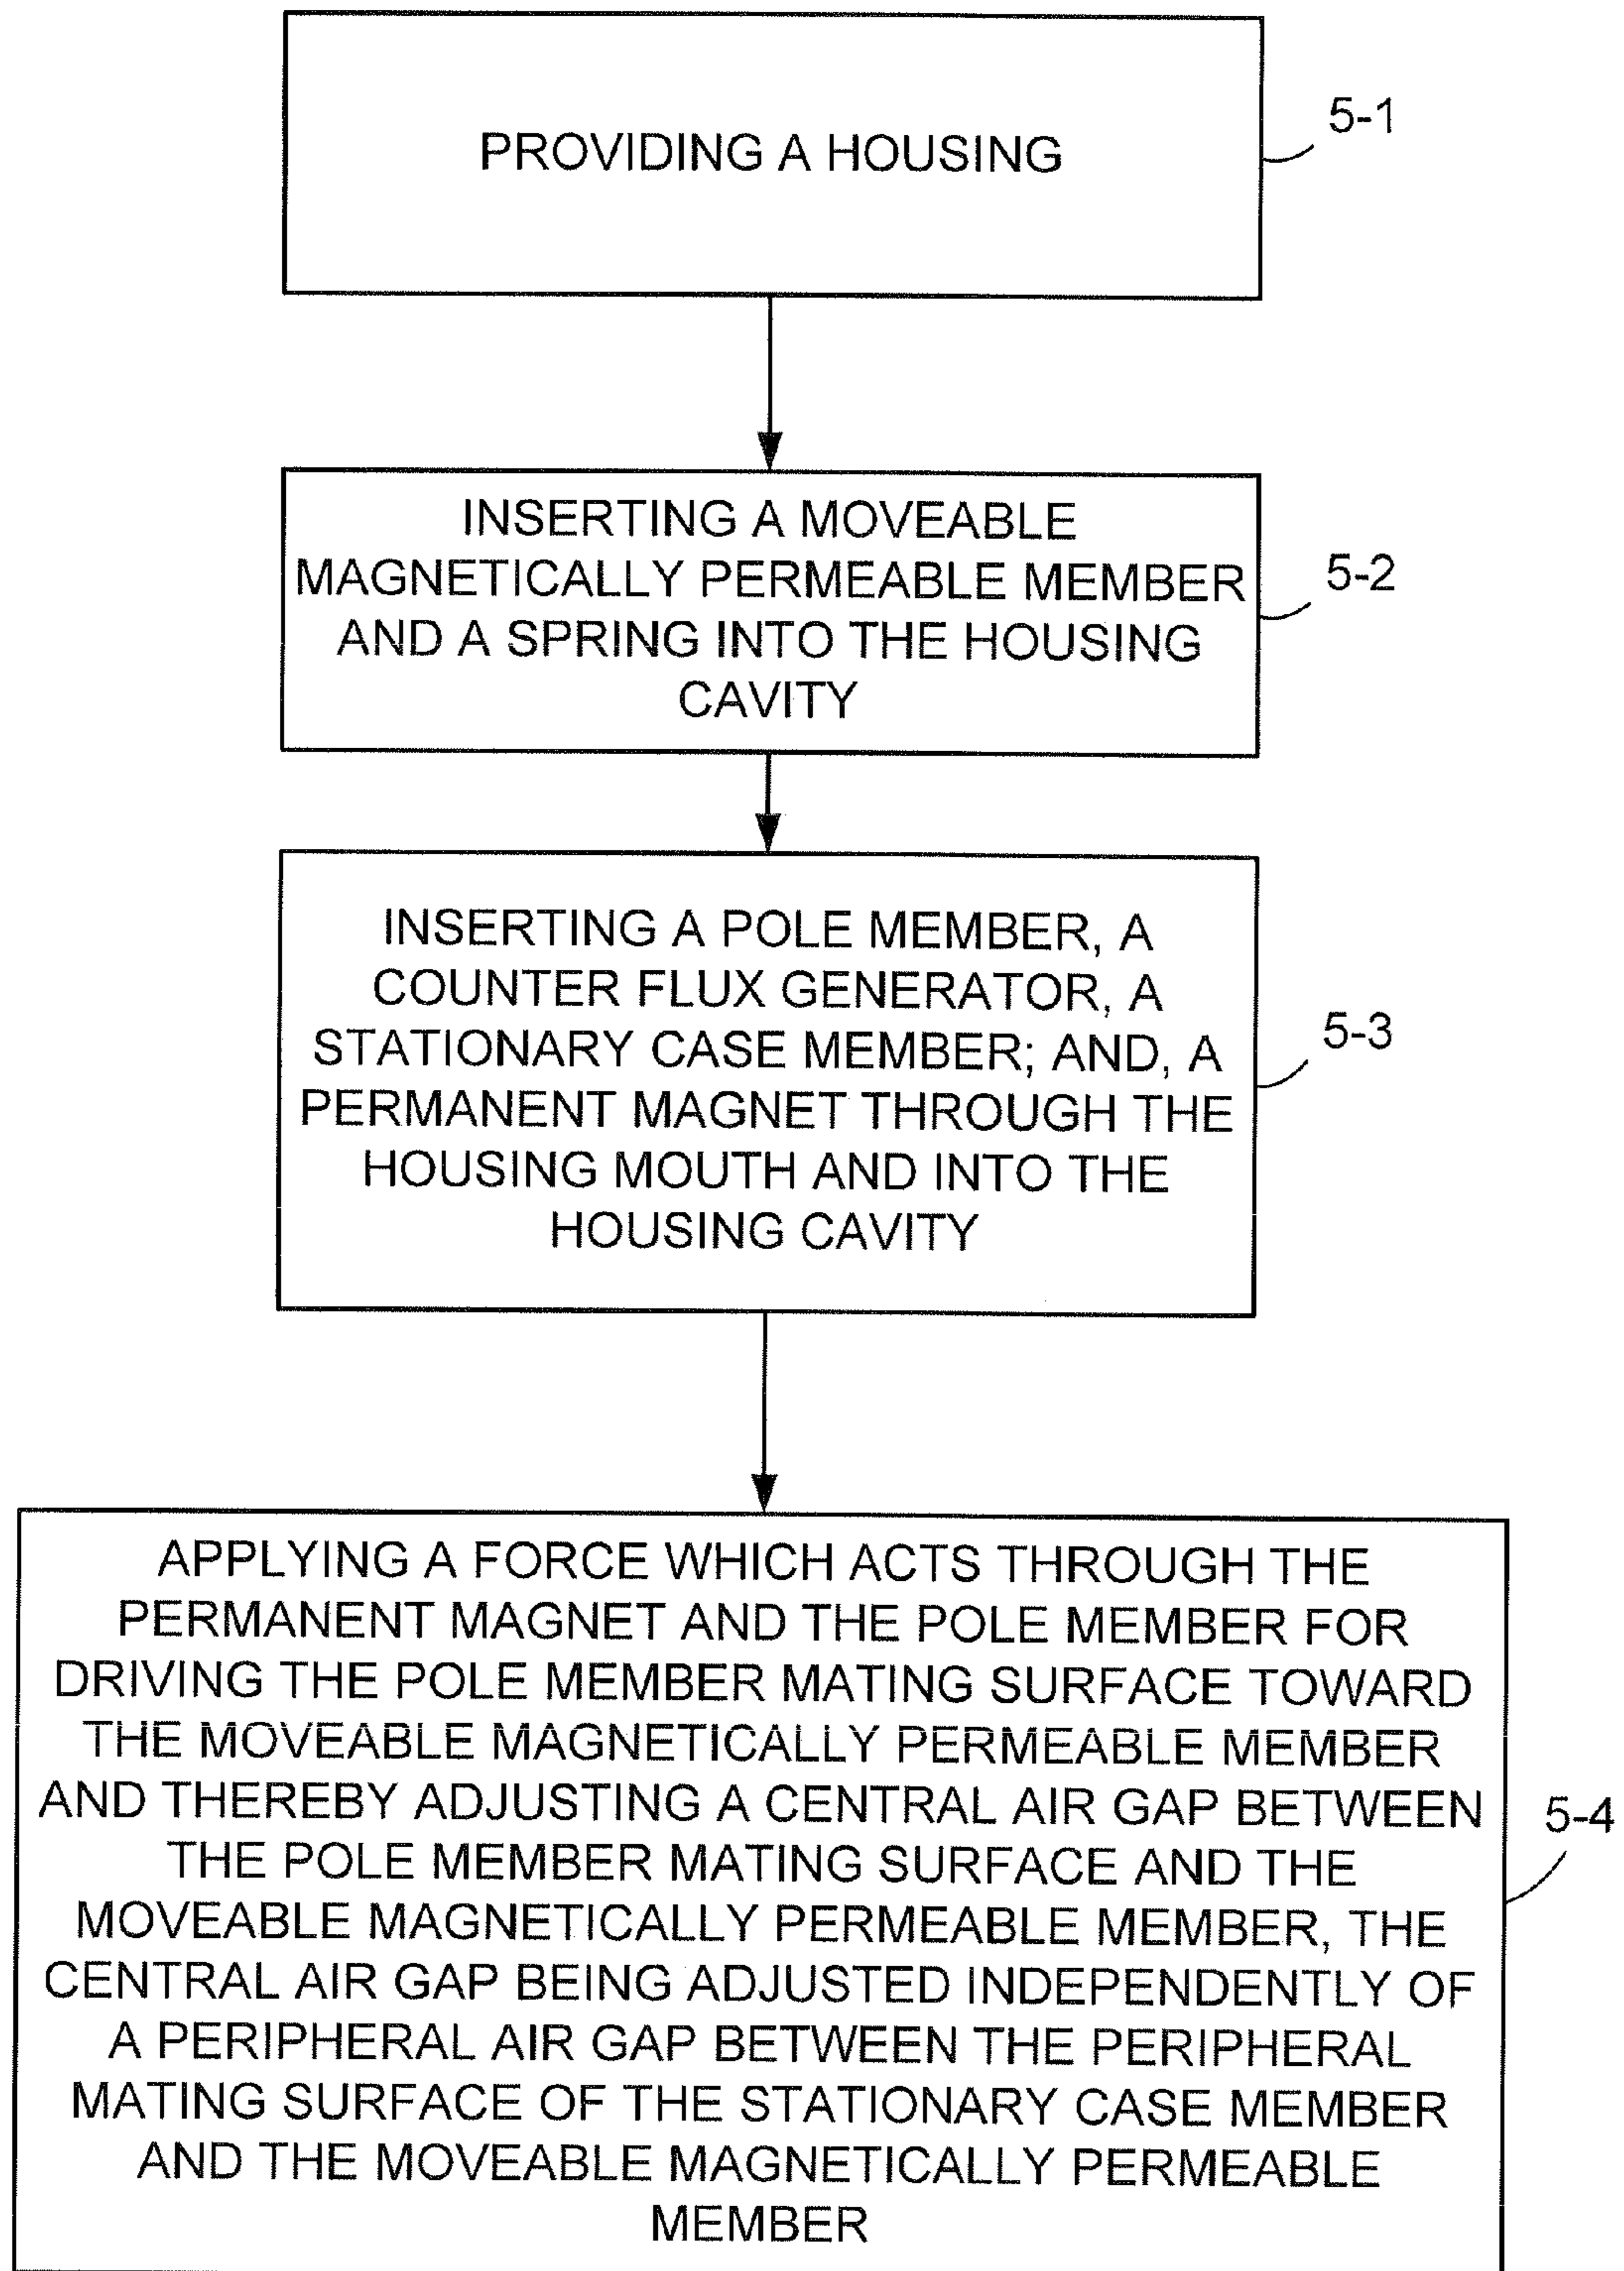 PROVIDING A HOUSING
5-1
INSERTING A MOVEABLE
MAGNETICALLY PERMEABLE MEMBER
AND A SPRING INTO THE HOUSING
CAVITY
5-2
INSERTING A POLE MEMBER, A
COUNTER FLUX GENERATOR, A
STATIONARY CASE MEMBER; AND, A
PERMANENT MAGNET THROUGH THE
HOUSING MOUTH AND INTO THE
HOUSING CAVITY
5-3
APPLYING A FORCE WHICH ACTS THROUGH THE
PERMANENT MAGNET AND THE POLE MEMBER FOR
DRIVING THE POLE MEMBER MATING SURFACE TOWARD
THE MOVEABLE MAGNETICALLY PERMEABLE MEMBER
AND THEREBY ADJUSTING A CENTRAL AIR GAP BETWEEN
THE POLE MEMBER MATING SURFACE AND THE
MOVEABLE MAGNETICALLY PERMEABLE MEMBER, THE
CENTRAL AIR GAP BEING ADJUSTED INDEPENDENTLY OF
A PERIPHERAL AIR GAP BETWEEN THE PERIPHERAL
MATING SURFACE OF THE STATIONARY CASE MEMBER
AND THE MOVEABLE MAGNETICALLY PERMEABLE
MEMBER
5-4